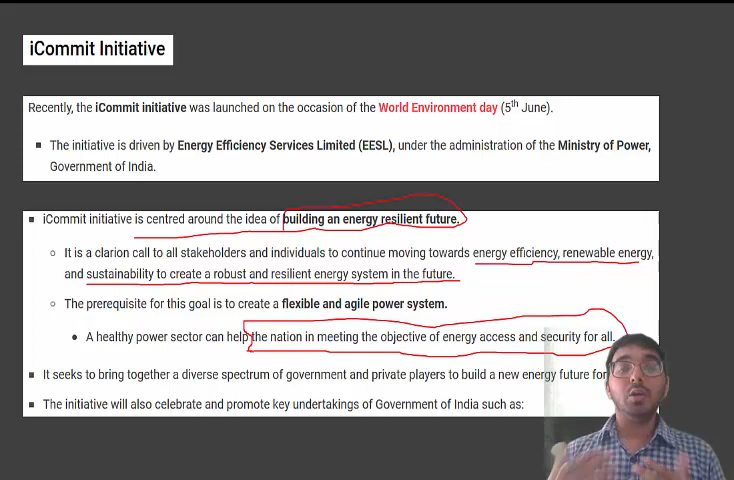 iCommit Initiative
Recently, the iCommit initiative was launched on the occasion of the World Environment day (5th June).
The initiative is driven by Energy Efficiency Services Limited (EESL), under the administration of the Ministry of Power,
Government of India.
iCommit initiative is centred around the idea of building an energy resilient future.
It is a clarion call to all stakeholders and individuals to continue moving towards energy efficiency, renewable energy,
and sustainability to create a robust and resilient energy system in the future.
The prerequisite for this goal is to create a flexible and agile power system.
A healthy power sector can help the nation in meeting the objective of energy access and security for all.
It seeks to bring together a diverse spectrum of government and private players to build a new energy future for
The initiative will also celebrate and promote key undertakings of Government of India such as: